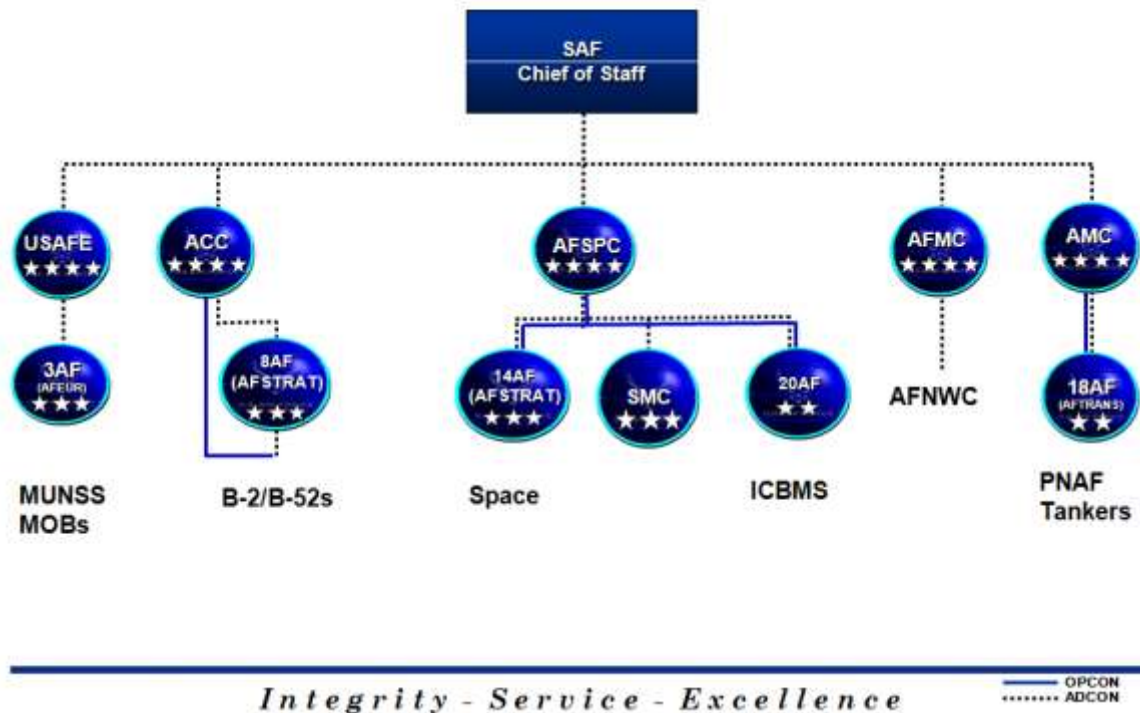 SAF
Chief of Staff
USAFE
ACC
AFSPC
AFMC
AMC
3AF
(AFEUR)
8AF
(AFSTRAT)
14AF
(AFSTRAT)
SMC
20AF
AFNWC
18AF
(AFTRANS)
MUNSS
MOBs
B-2/B-52s
Space
ICBMS
PNAF
Tankers
Integrity - Service - Excellence
OPCON
ADCON